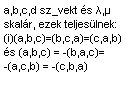 a,b,c,d sz_vekt és λ,μ
skalár, ezek teljesülnek:
(i)(a,b,c)=(b,c,a)=(c,a,b)
és (a,b,c) = -(b,a,c)=
-(a,c,b) = -(c,b,a)